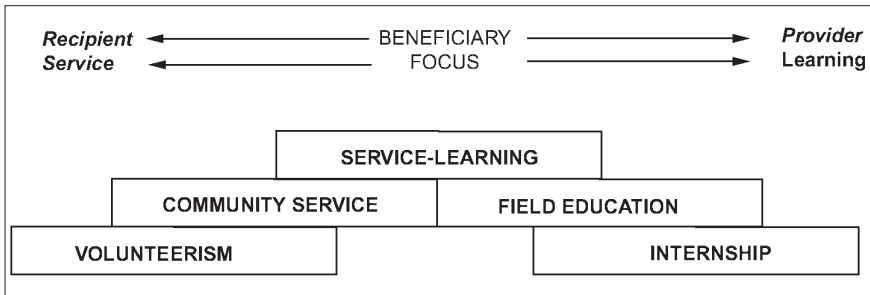 Recipient BENEFICIARY Provider
Service FOCUS Learning
SERVICE-LEARNING
COMMUNITY SERVICE FIELD EDUCATION
VOLUNTEERISM INTERNSHIP